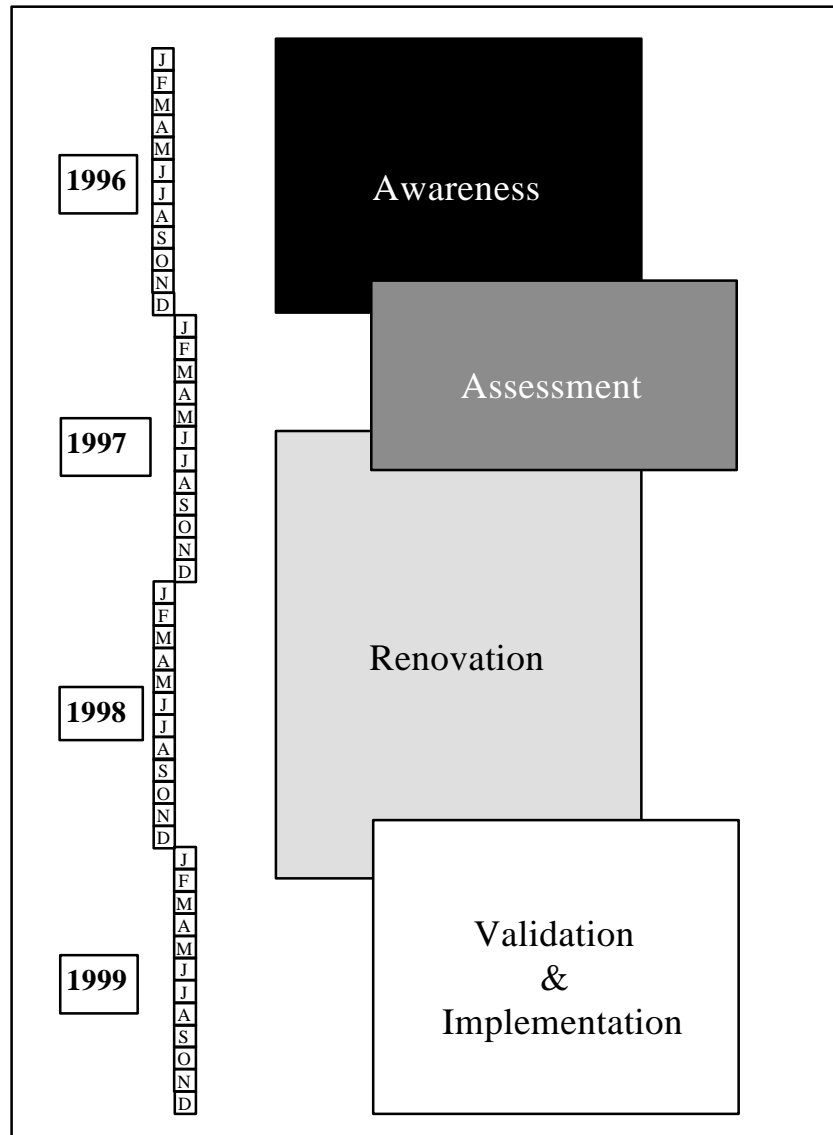 J
F
M
A
M
J
J
A
S
O
N
D
1996
Awareness
J
F
M
A
M
J
J
A
S
O
N
D
1997
Assessment
J
F
M
A
M
J
J
A
S
O
N
D
1998
Renovation
J
F
M
A
M
J
J
A
S
O
N
D
1999
Validation
&
Implementation